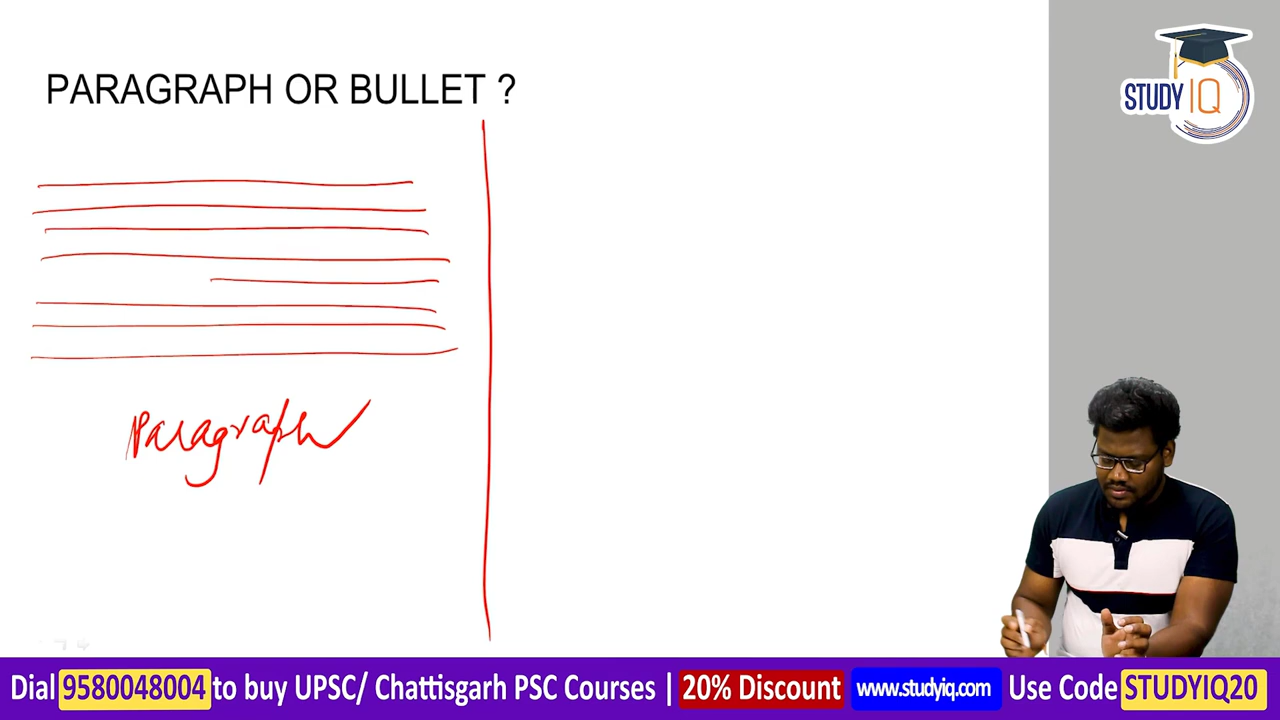 PARAGRAPH OR BULLET ?
STUDY IQ
Paragraph
Dial 9580048004 to buy UPSC/ Chattisgarh PSC Courses | 20% Discount www.studyiq.com Use Code STUDYIQ20